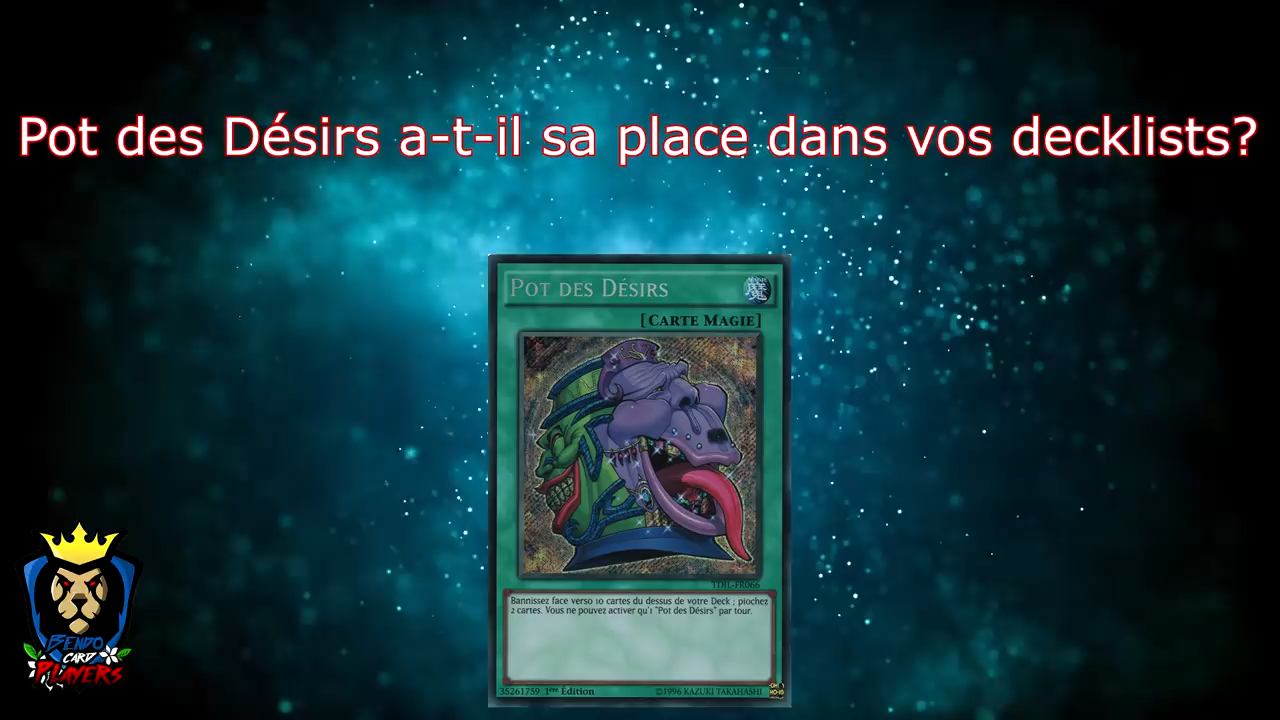 Pot des Désirs a-t-il sa place dans vos decklists?
Pot des Désirs
[Carte Magie]
TDIL-FR066
Bannissez face verso 10 cartes du dessus de votre Deck ; piochez
2 cartes. Vous ne pouvez activer qu'1 "Pot des Désirs" par tour.
35261759 1ère Édition ©1996 KAZUKI TAKAHASHI
BENDO
CARD
PLAYERS